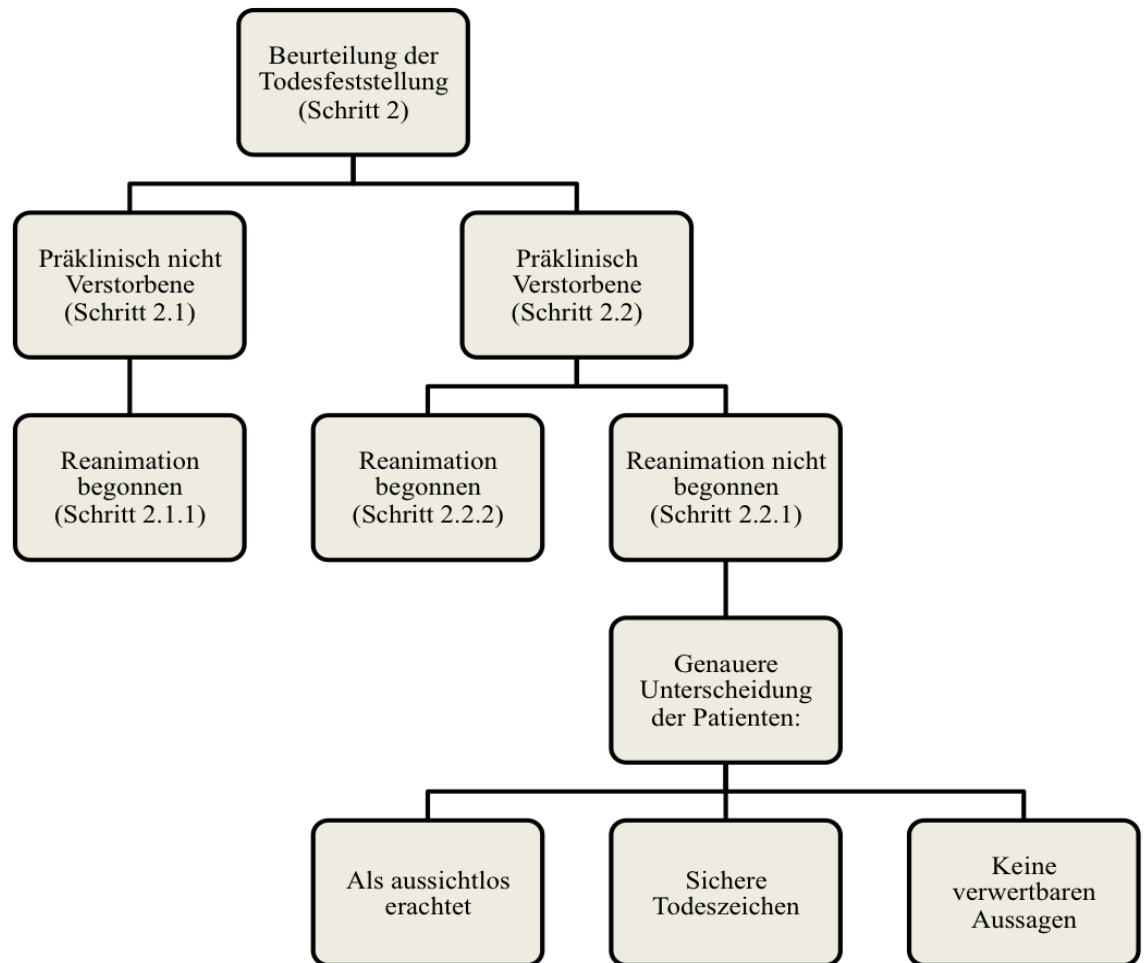 Beurteilung der
Todesfeststellung
(Schritt 2)
Präklinisch nicht
Verstorbene
(Schritt 2.1)
Präklinisch
Verstorbene
(Schritt 2.2)
Reanimation
begonnen
(Schritt 2.1.1)
Reanimation
begonnen
(Schritt 2.2.2)
Reanimation nicht
begonnen
(Schritt 2.2.1)
Genauere
Unterscheidung
der Patienten:
Als aussichtlos
erachtet
Sichere
Todeszeichen
Keine
verwertbaren
Aussagen